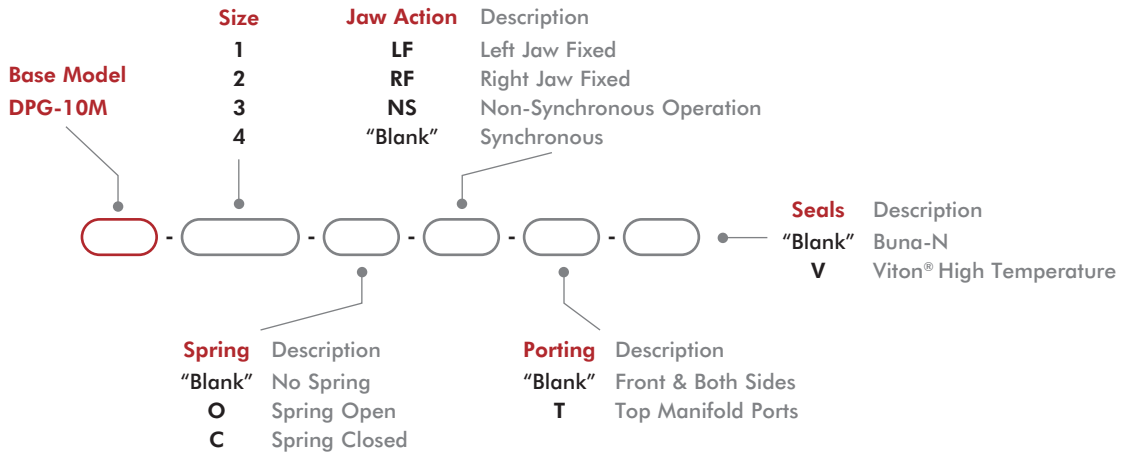 Size Jaw Action Description
1 LF Left Jaw Fixed
Base Model 2 RF Right Jaw Fixed
DPG-10M 3 NS Non-Synchronous Operation
4 “Blank” Synchronous
- - - - -
Seals Description
“Blank” Buna-N
V Viton® High Temperature
Spring Description
“Blank” No Spring
O Spring Open
C Spring Closed
Porting Description
“Blank” Front & Both Sides
T Top Manifold Ports